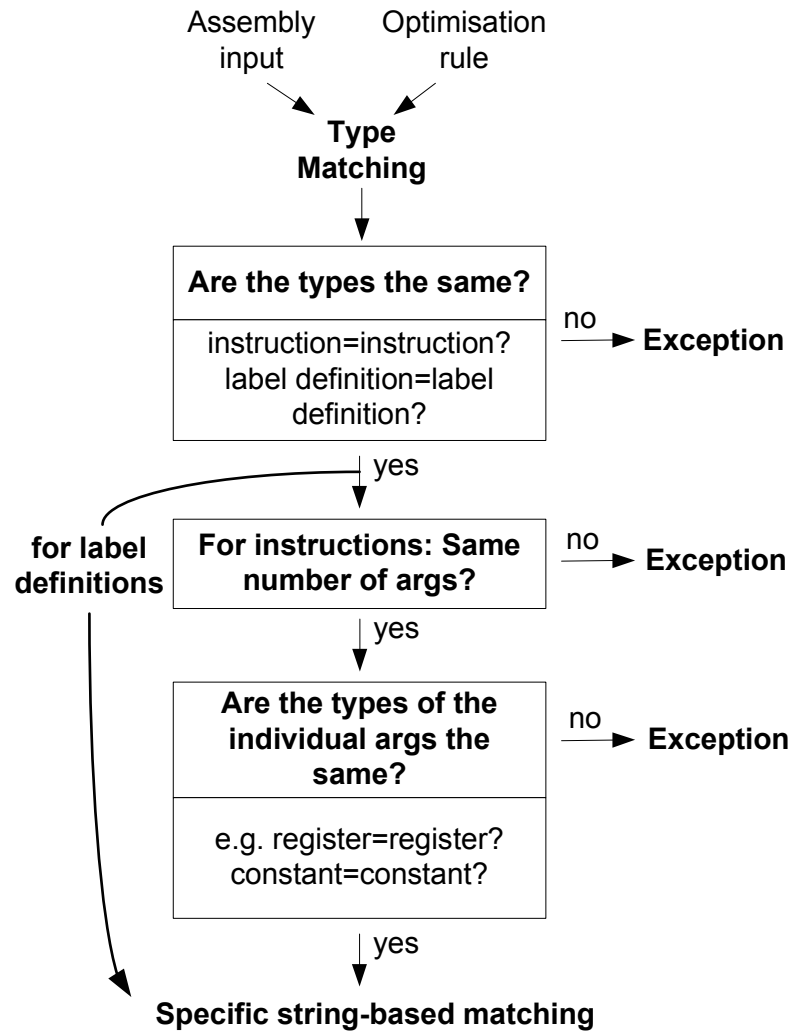 Assembly
input
Optimisation
rule
Type
Matching
Are the types the same?
instruction=instruction?
label definition=label
definition?
no
Exception
yes
for label
definitions
For instructions: Same
number of args?
no
Exception
yes
Are the types of the
individual args the
same?
e.g. register=register?
constant=constant?
no
Exception
yes
Specific string-based matching